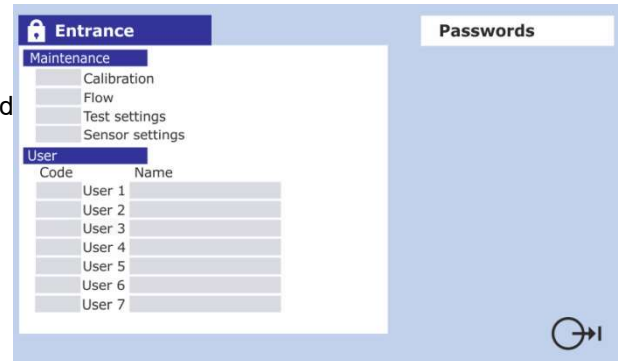 Entrance
Passwords
Maintenance
Calibration
Flow
Test settings
Sensor settings
User
Code Name
User 1
User 2
User 3
User 4
User 5
User 6
User 7
d